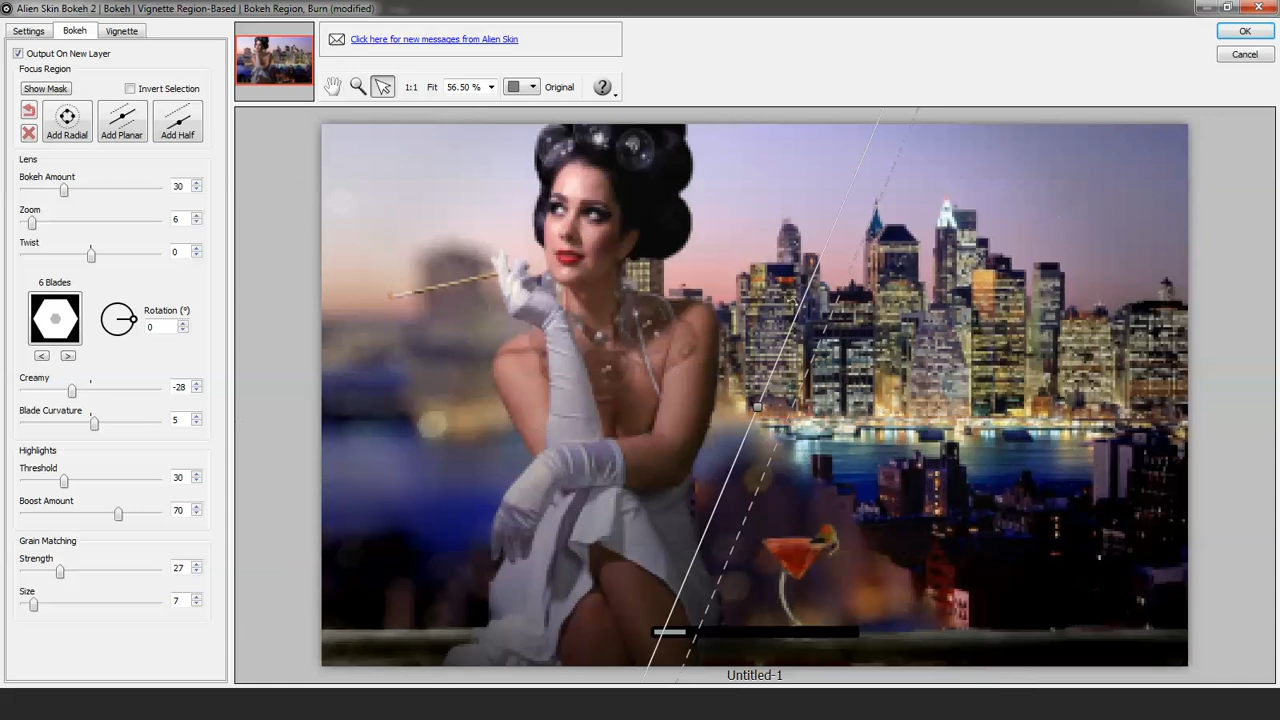 Alien Skin Bokeh 2 | Bokeh | Vignette Region-Based | Bokeh Region, Burn (modified)
Settings
Bokeh
Vignette
Output On New Layer
Focus Region
Show Mask
Invert Selection
Add Radial
Add Planar
Add Half
Lens
Bokeh Amount
30
Zoom
6
Twist
0
6 Blades
Rotation (º)
0
<
>
Creamy
-28
Blade Curvature
5
Highlights
Threshold
30
Boost Amount
70
Grain Matching
Strength
27
Size
7
Click here for new messages from Alien Skin
1:1
Fit
56.50 %
Original
?
OK
Cancel
Untitled-1